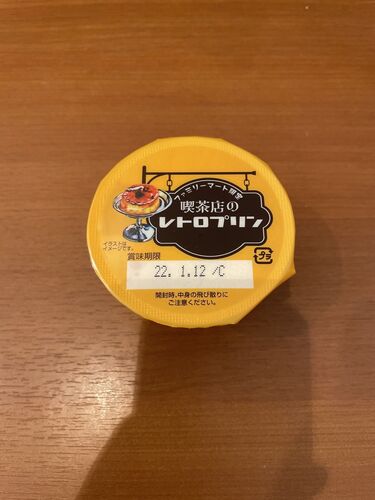 ファミリーマート限定
喫茶店の
レトロプリン
イラストは
イメージです。
賞味期限
22. 1.12 /C
プラ
開封時、中身の飛び散りに
ご注意ください。